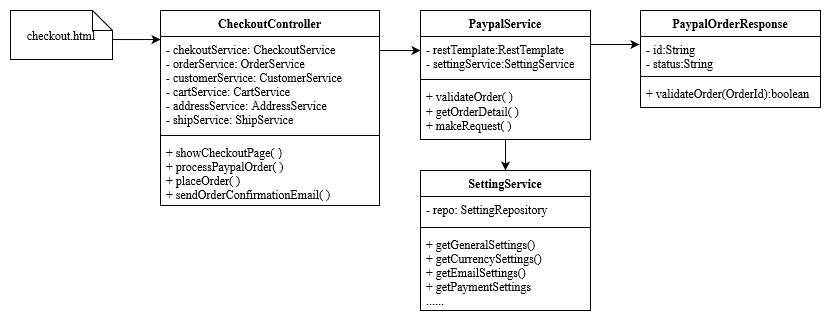 checkout.html
CheckoutController
- chekoutService: CheckoutService
- orderService: OrderService
- customerService: CustomerService
- cartService: CartService
- addressService: AddressService
- shipService: ShipService
+ showCheckoutPage( )
+ processPaypalOrder( )
+ placeOrder( )
+ sendOrderConfirmationEmail( )
PaypalService
- restTemplate:RestTemplate
- settingService:SettingService
+ validateOrder( )
+ getOrderDetail( )
+ makeRequest( )
PaypalOrderResponse
- id:String
- status:String
+ validateOrder(OrderId):boolean
SettingService
- repo: SettingRepository
+ getGeneralSettings()
+ getCurrencySettings()
+ getEmailSettings()
+ getPaymentSettings
......